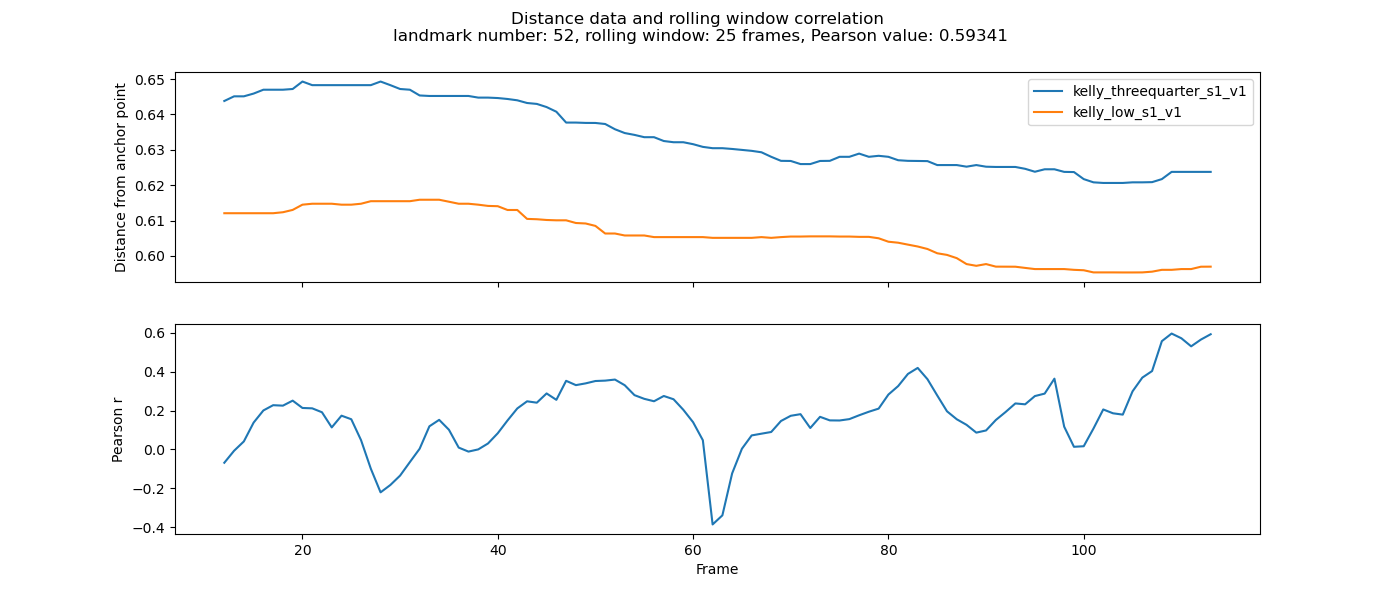 Distance data and rolling window correlation
landmark number: 52, rolling window: 25 frames, Pearson value: 0.59341
Distance from anchor point
0.65
0.64
0.63
0.62
0.61
0.60
kelly_threequarter_s1_v1
kelly_low_s1_v1
Pearson r
0.6
0.4
0.2
0.0
−0.2
−0.4
20 40 60 80 100
Frame